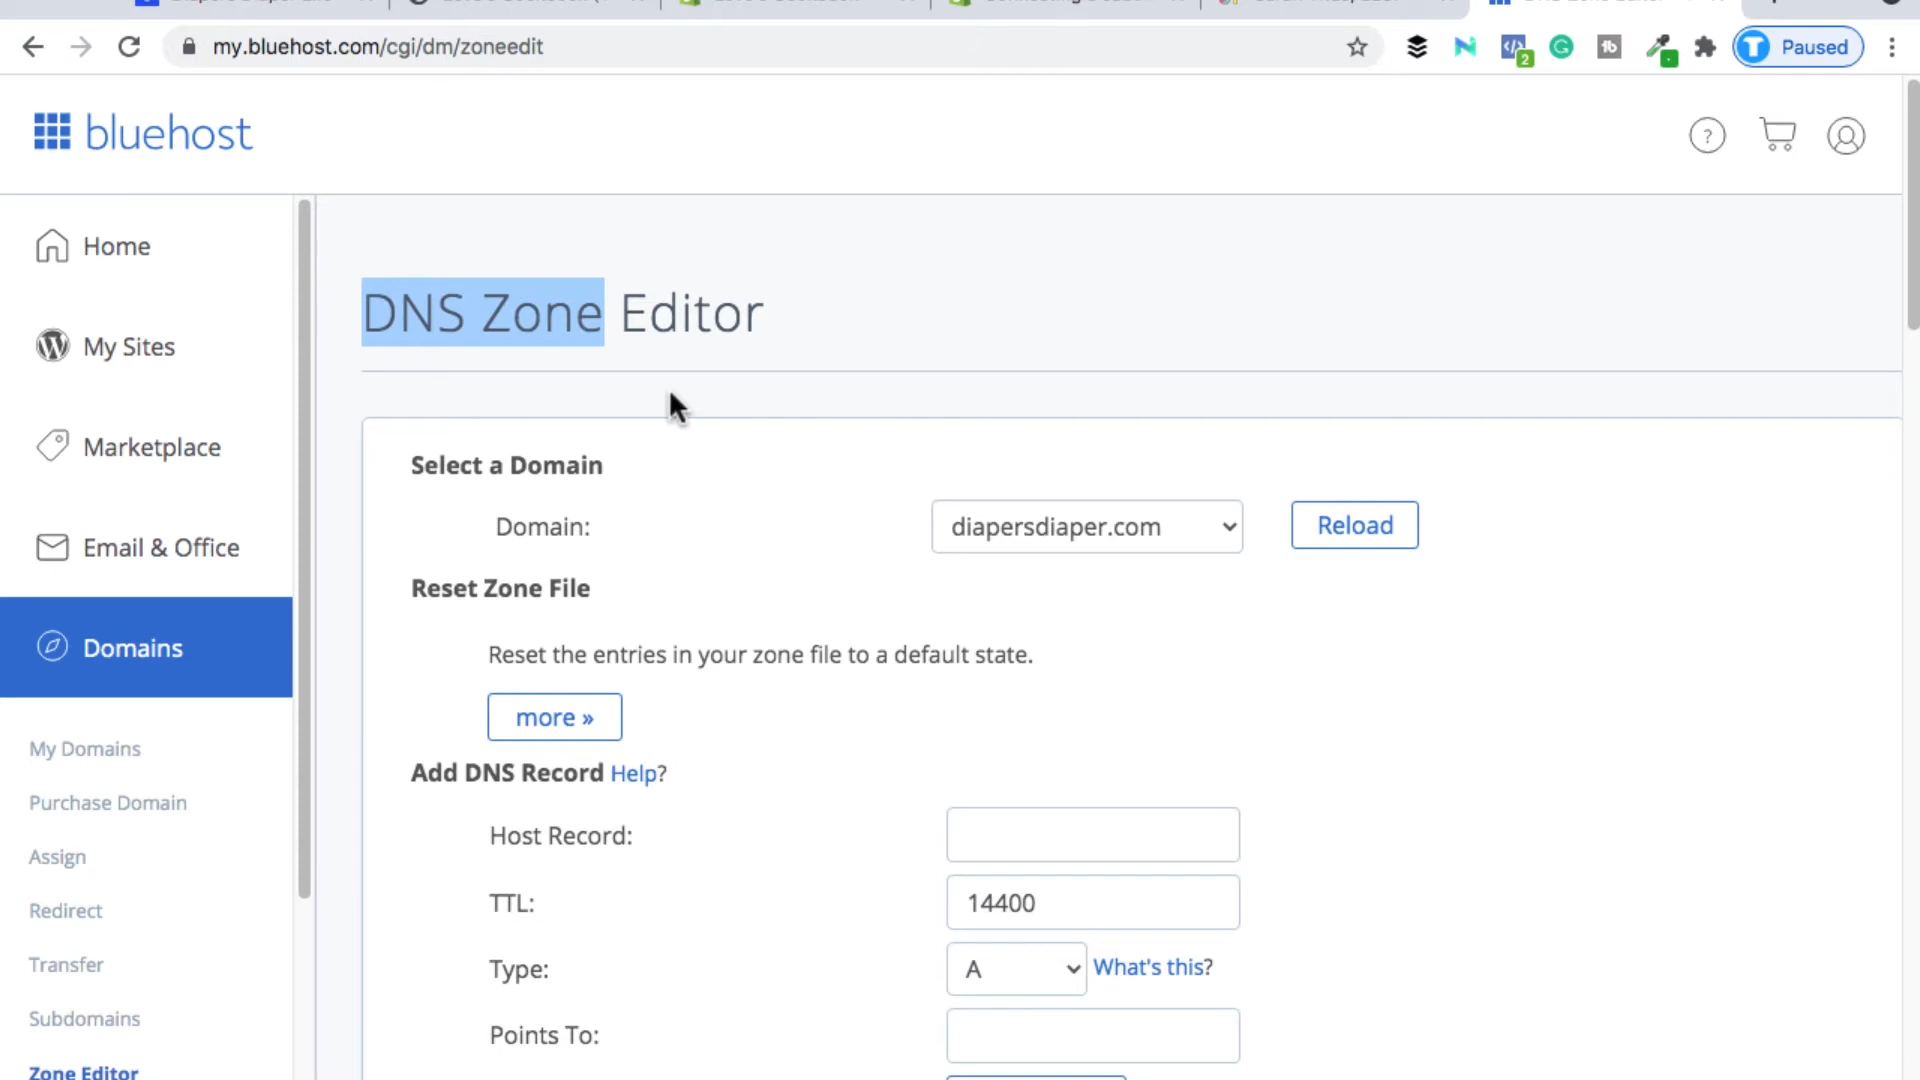 my.bluehost.com/cgi/dm/zoneedit
2
T Paused
bluehost
?
Home
DNS Zone Editor
My Sites
Marketplace
Select a Domain
Domain: diapersdiaper.com Reload
Email & Office
Reset Zone File
Domains
Reset the entries in your zone file to a default state.
more »
My Domains
Add DNS Record Help?
Purchase Domain
Host Record:
Assign
TTL: 14400
Redirect
Type: A What's this?
Transfer
Subdomains
Points To:
Zone Editor